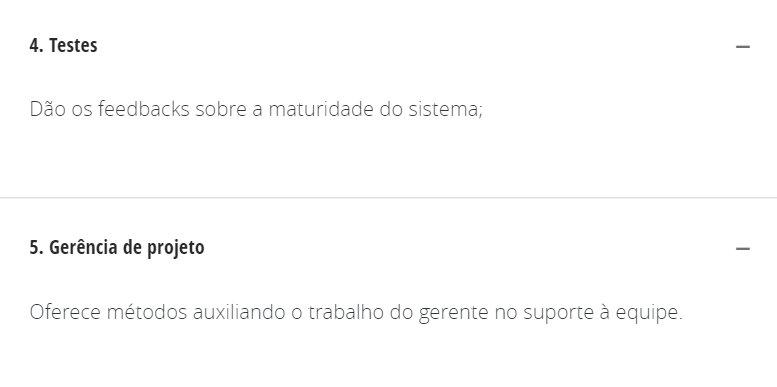 4. Testes
Dão os feedbacks sobre a maturidade do sistema;
5. Gerência de projeto
Oferece métodos auxiliando o trabalho do gerente no suporte à equipe.